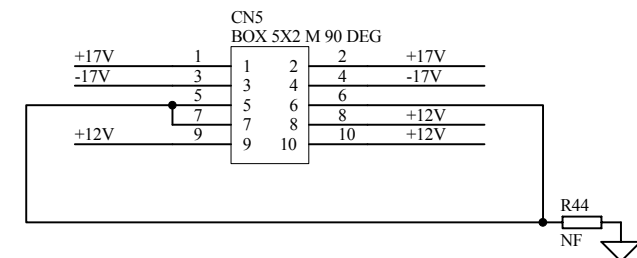 CN5
BOX 5X2 M 90 DEG
+17V 1 1 2 2 +17V
-17V 3 3 4 4 -17V
5 5 6 6
7 7 8 8 +12V
+12V 9 9 10 10 +12V
R44
NF